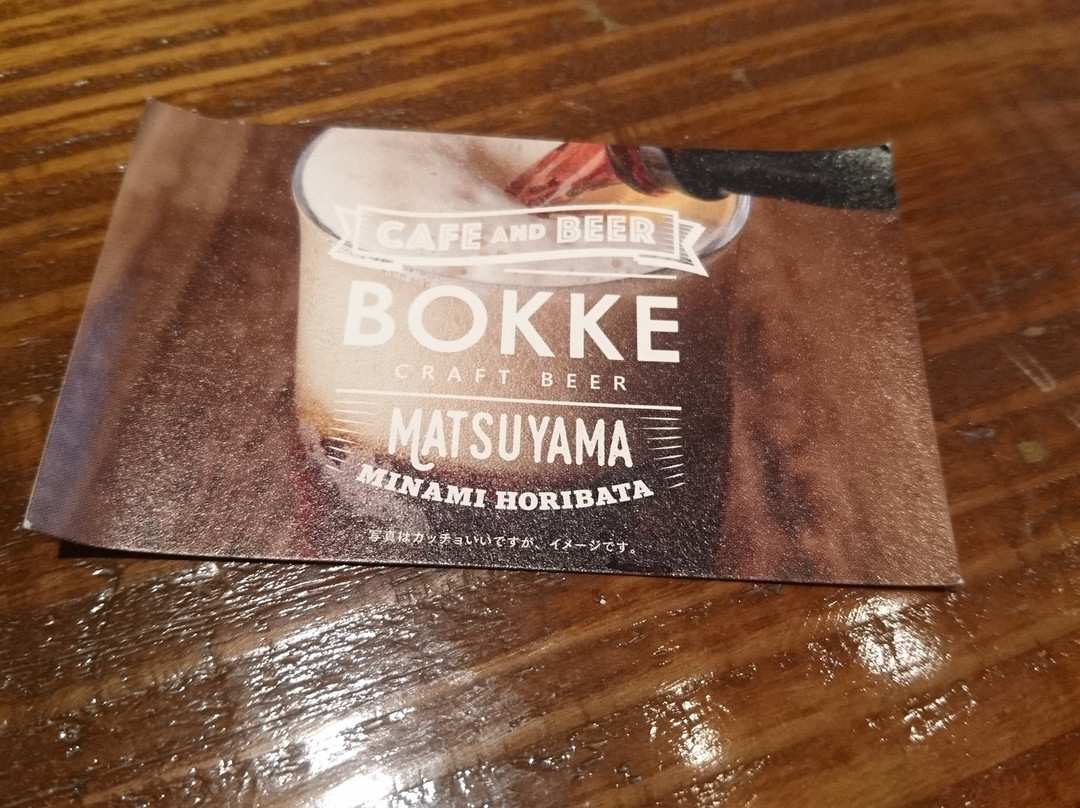 CAFE AND BEER
BOKKE
CRAFT BEER
MATSUYAMA
MINAMI HORIBATA
写真はカッチョいいですが、イメージです。